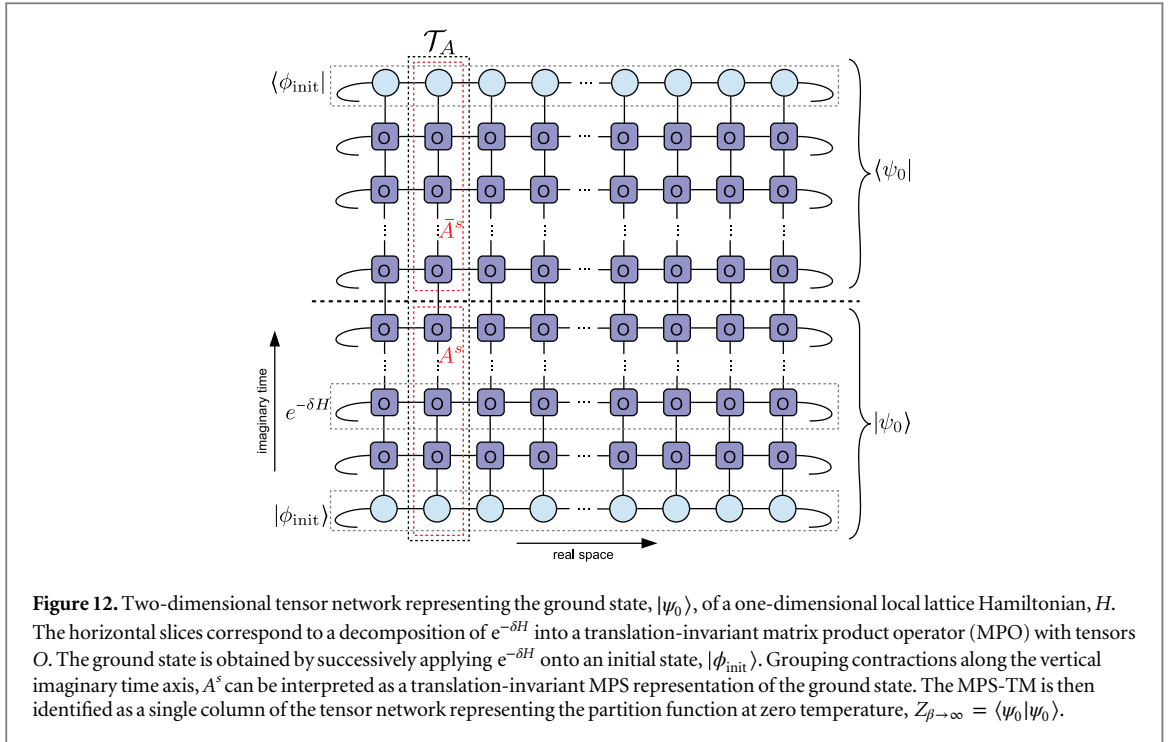 𝒯_A
⟨ϕ_init|
O O O O ... O O O O
O O O O ... O O O O
Ā^s
⟨ψ_0|
O O O O ... O O O O
O O O O ... O O O O
A^s
imaginary time
e^{−δH}
O O O O ... O O O O
|ψ_0⟩
O O O O ... O O O O
|ϕ_init⟩
real space
Figure 12. Two-dimensional tensor network representing the ground state, |ψ_0⟩, of a one-dimensional local lattice Hamiltonian, H.
The horizontal slices correspond to a decomposition of e^{−δH} into a translation-invariant matrix product operator (MPO) with tensors
O. The ground state is obtained by successively applying e^{−δH} onto an initial state, |ϕ_init⟩. Grouping contractions along the vertical
imaginary time axis, A^s can be interpreted as a translation-invariant MPS representation of the ground state. The MPS-TM is then
identified as a single column of the tensor network representing the partition function at zero temperature, Z_{β→∞} = ⟨ψ_0|ψ_0⟩.